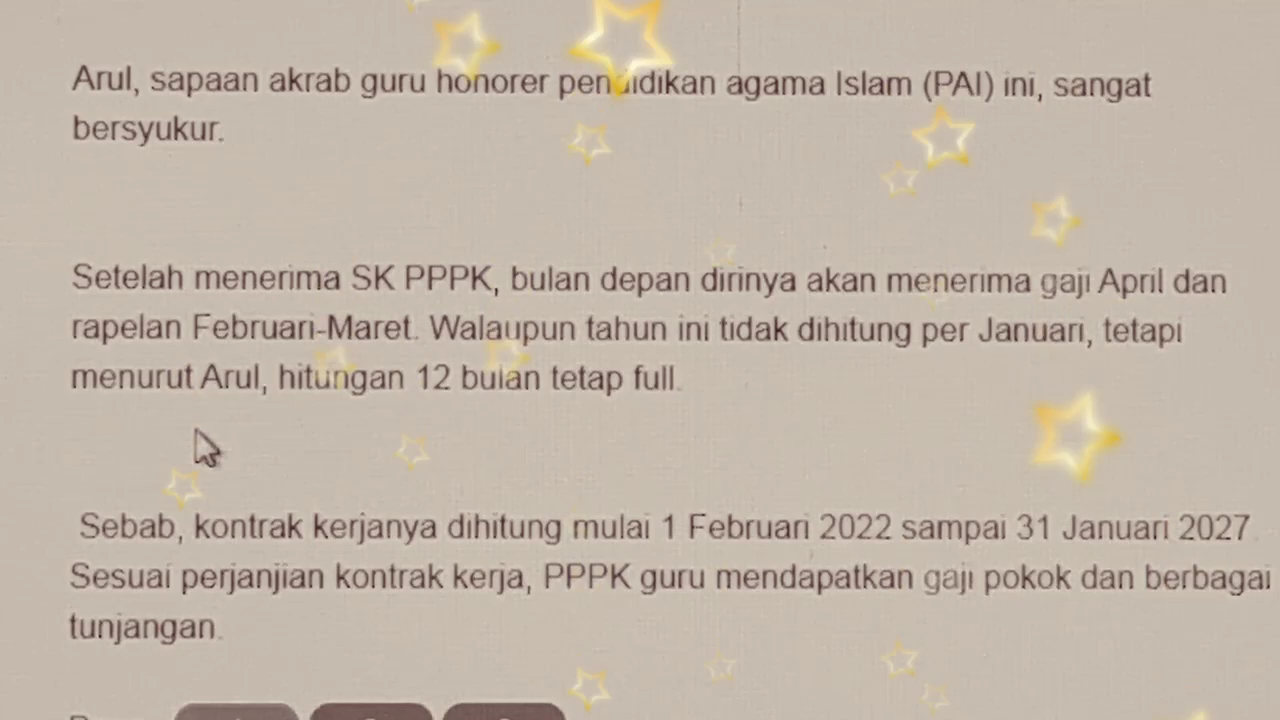 Arul, sapaan akrab guru honorer pendidikan agama Islam (PAI) ini, sangat
bersyukur.
Setelah menerima SK PPPK, bulan depan dirinya akan menerima gaji April dan
rapelan Februari-Maret. Walaupun tahun ini tidak dihitung per Januari, tetapi
menurut Arul, hitungan 12 bulan tetap full.
Sebab, kontrak kerjanya dihitung mulai 1 Februari 2022 sampai 31 Januari 2027.
Sesuai perjanjian kontrak kerja, PPPK guru mendapatkan gaji pokok dan berbagai
tunjangan.